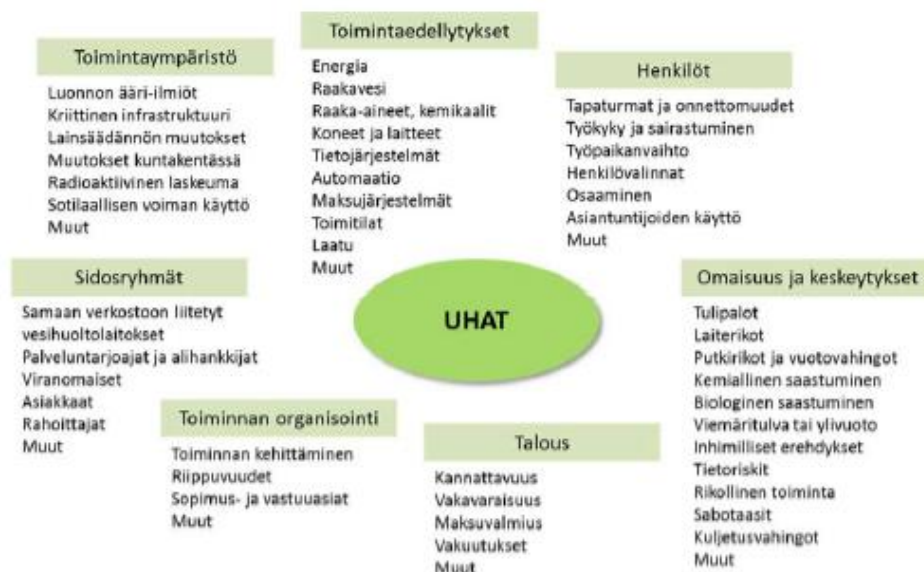 Toimintaympäristö
Luonnon ääri-ilmiöt
Kriittinen infrastruktuuri
Lainsäädännön muutokset
Muutokset kuntakentässä
Radioaktiivinen laskeuma
Sotilaallisen voiman käyttö
Muut
Toimintaedellytykset
Energia
Raakavesi
Raaka-aineet, kemikaalit
Koneet ja laitteet
Tietojärjestelmät
Automaatio
Maksujärjestelmät
Toimitilat
Laatu
Muut
Henkilöt
Tapaturmat ja onnettomuudet
Työkyky ja sairastuminen
Työpaikanvaihto
Henkilövalinnat
Osaaminen
Asiantuntijoiden käyttö
Muut
Sidosryhmät
Samaan verkostoon liitetyt
vesihuoltolaitokset
Palveluntarjoajat ja alihankkijat
Viranomaiset
Asiakkaat
Rahoittajat
Muut
UHAT
Omaisuus ja keskeytykset
Tulipalot
Laiterikot
Putkirikot ja vuotovahingot
Kemiallinen saastuminen
Biologinen saastuminen
Viemäritulva tai ylivuoto
Inhimilliset erehdykset
Tietoriskit
Rikollinen toiminta
Sabotaasit
Kuljetusvahingot
Muut
Toiminnan organisointi
Toiminnan kehittäminen
Riippuvuudet
Sopimus- ja vastuuasiat
Muut
Talous
Kannattavuus
Vakavaraisuus
Maksuvalmius
Vakuutukset
Muut